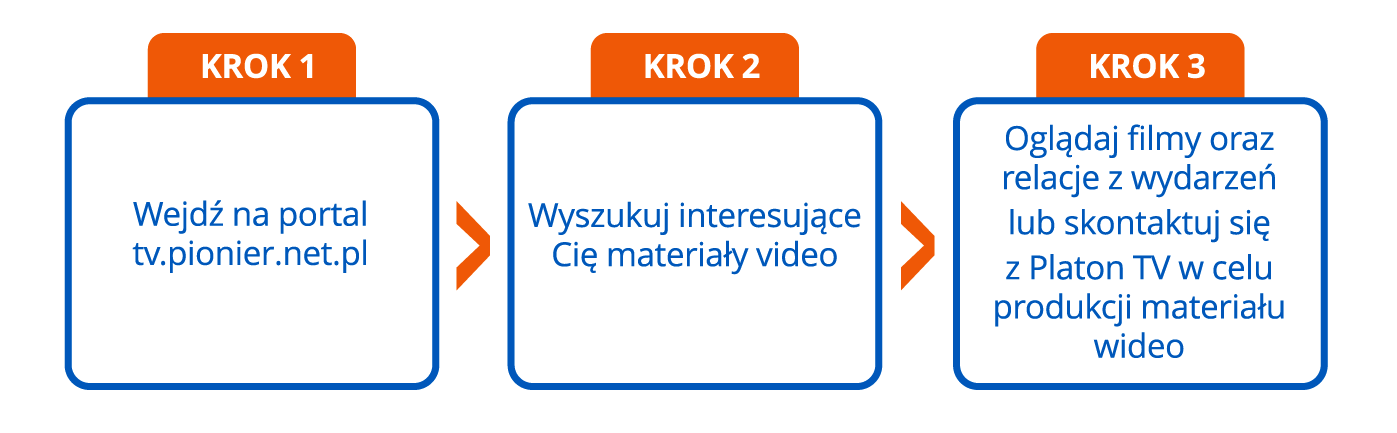 KROK 1
Wejdź na portal
tv.pionier.net.pl
KROK 2
Wyszukuj interesujące
Cię materiały video
KROK 3
Oglądaj filmy oraz
relacje z wydarzeń
lub skontaktuj się
z Platon TV w celu
produkcji materiału
wideo